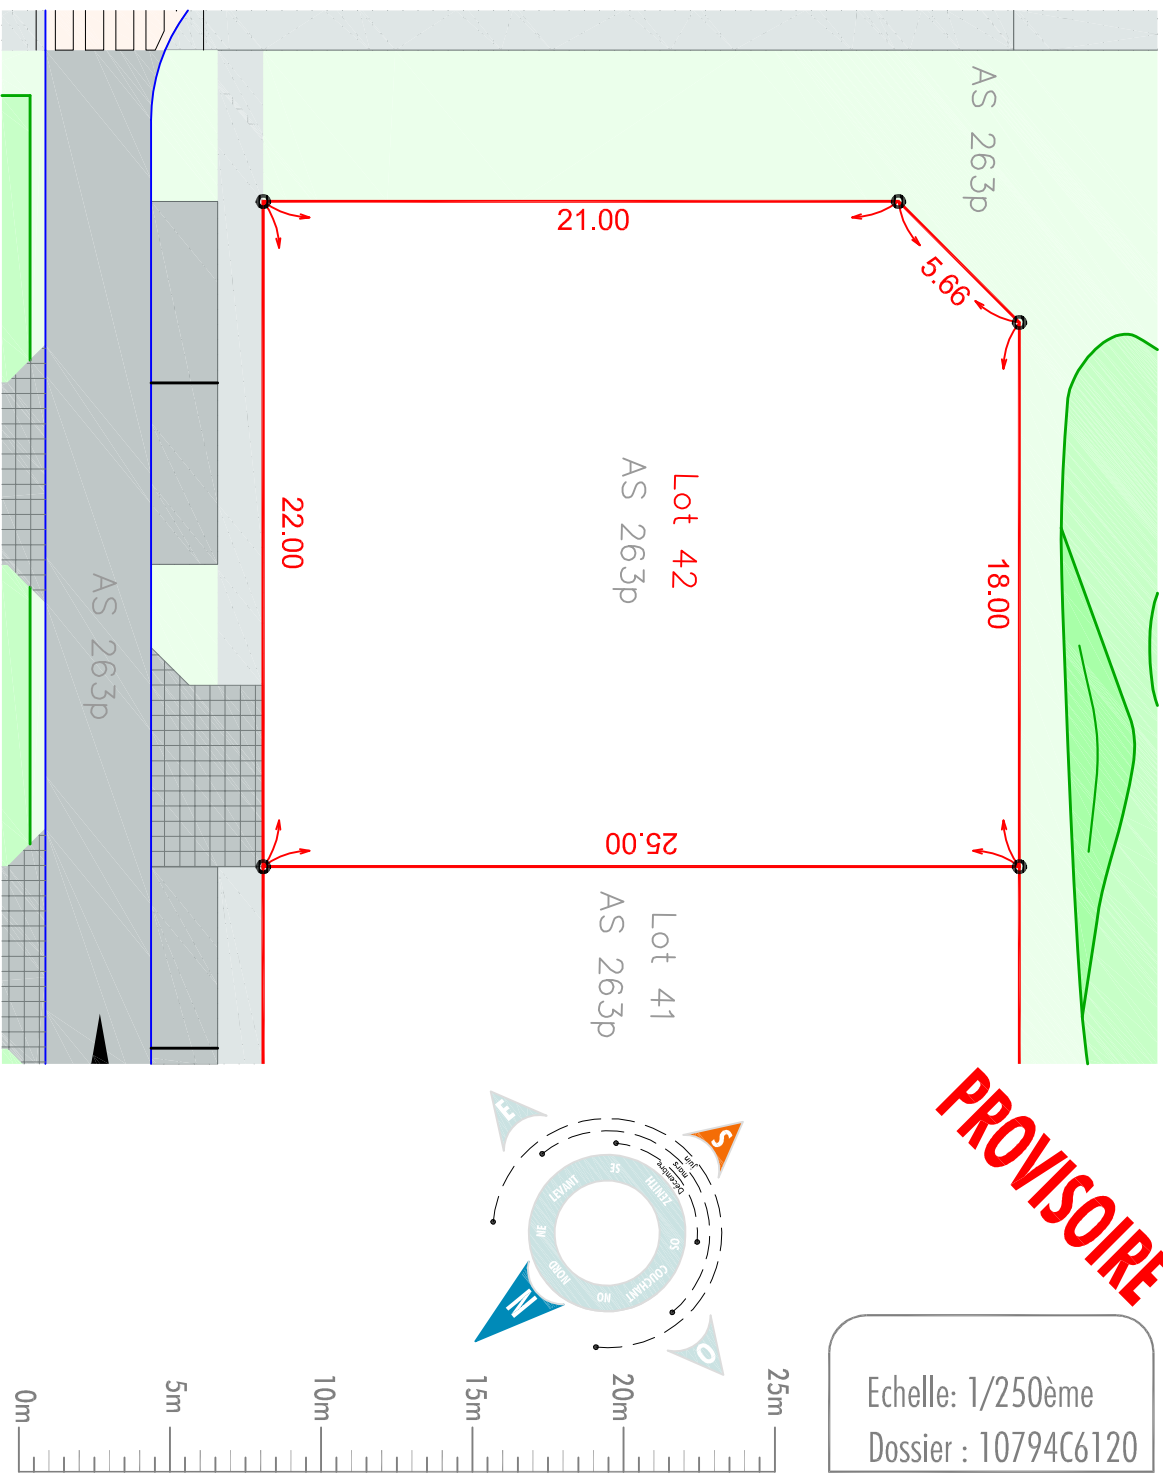 AS 263p
21.00
5.66
22.00
Lot 42
AS 263p
18.00
AS 263p
25.00
Lot 41
AS 263p
PROVISOIRE
E
S
N
O
LEVANT
SE
ZENITH
OS
COUCHANT
NO
NORD
NE
Juin
mars
Décembre
0m
5m
10m
15m
20m
25m
Echelle: 1/250ème
Dossier : 10794C6120